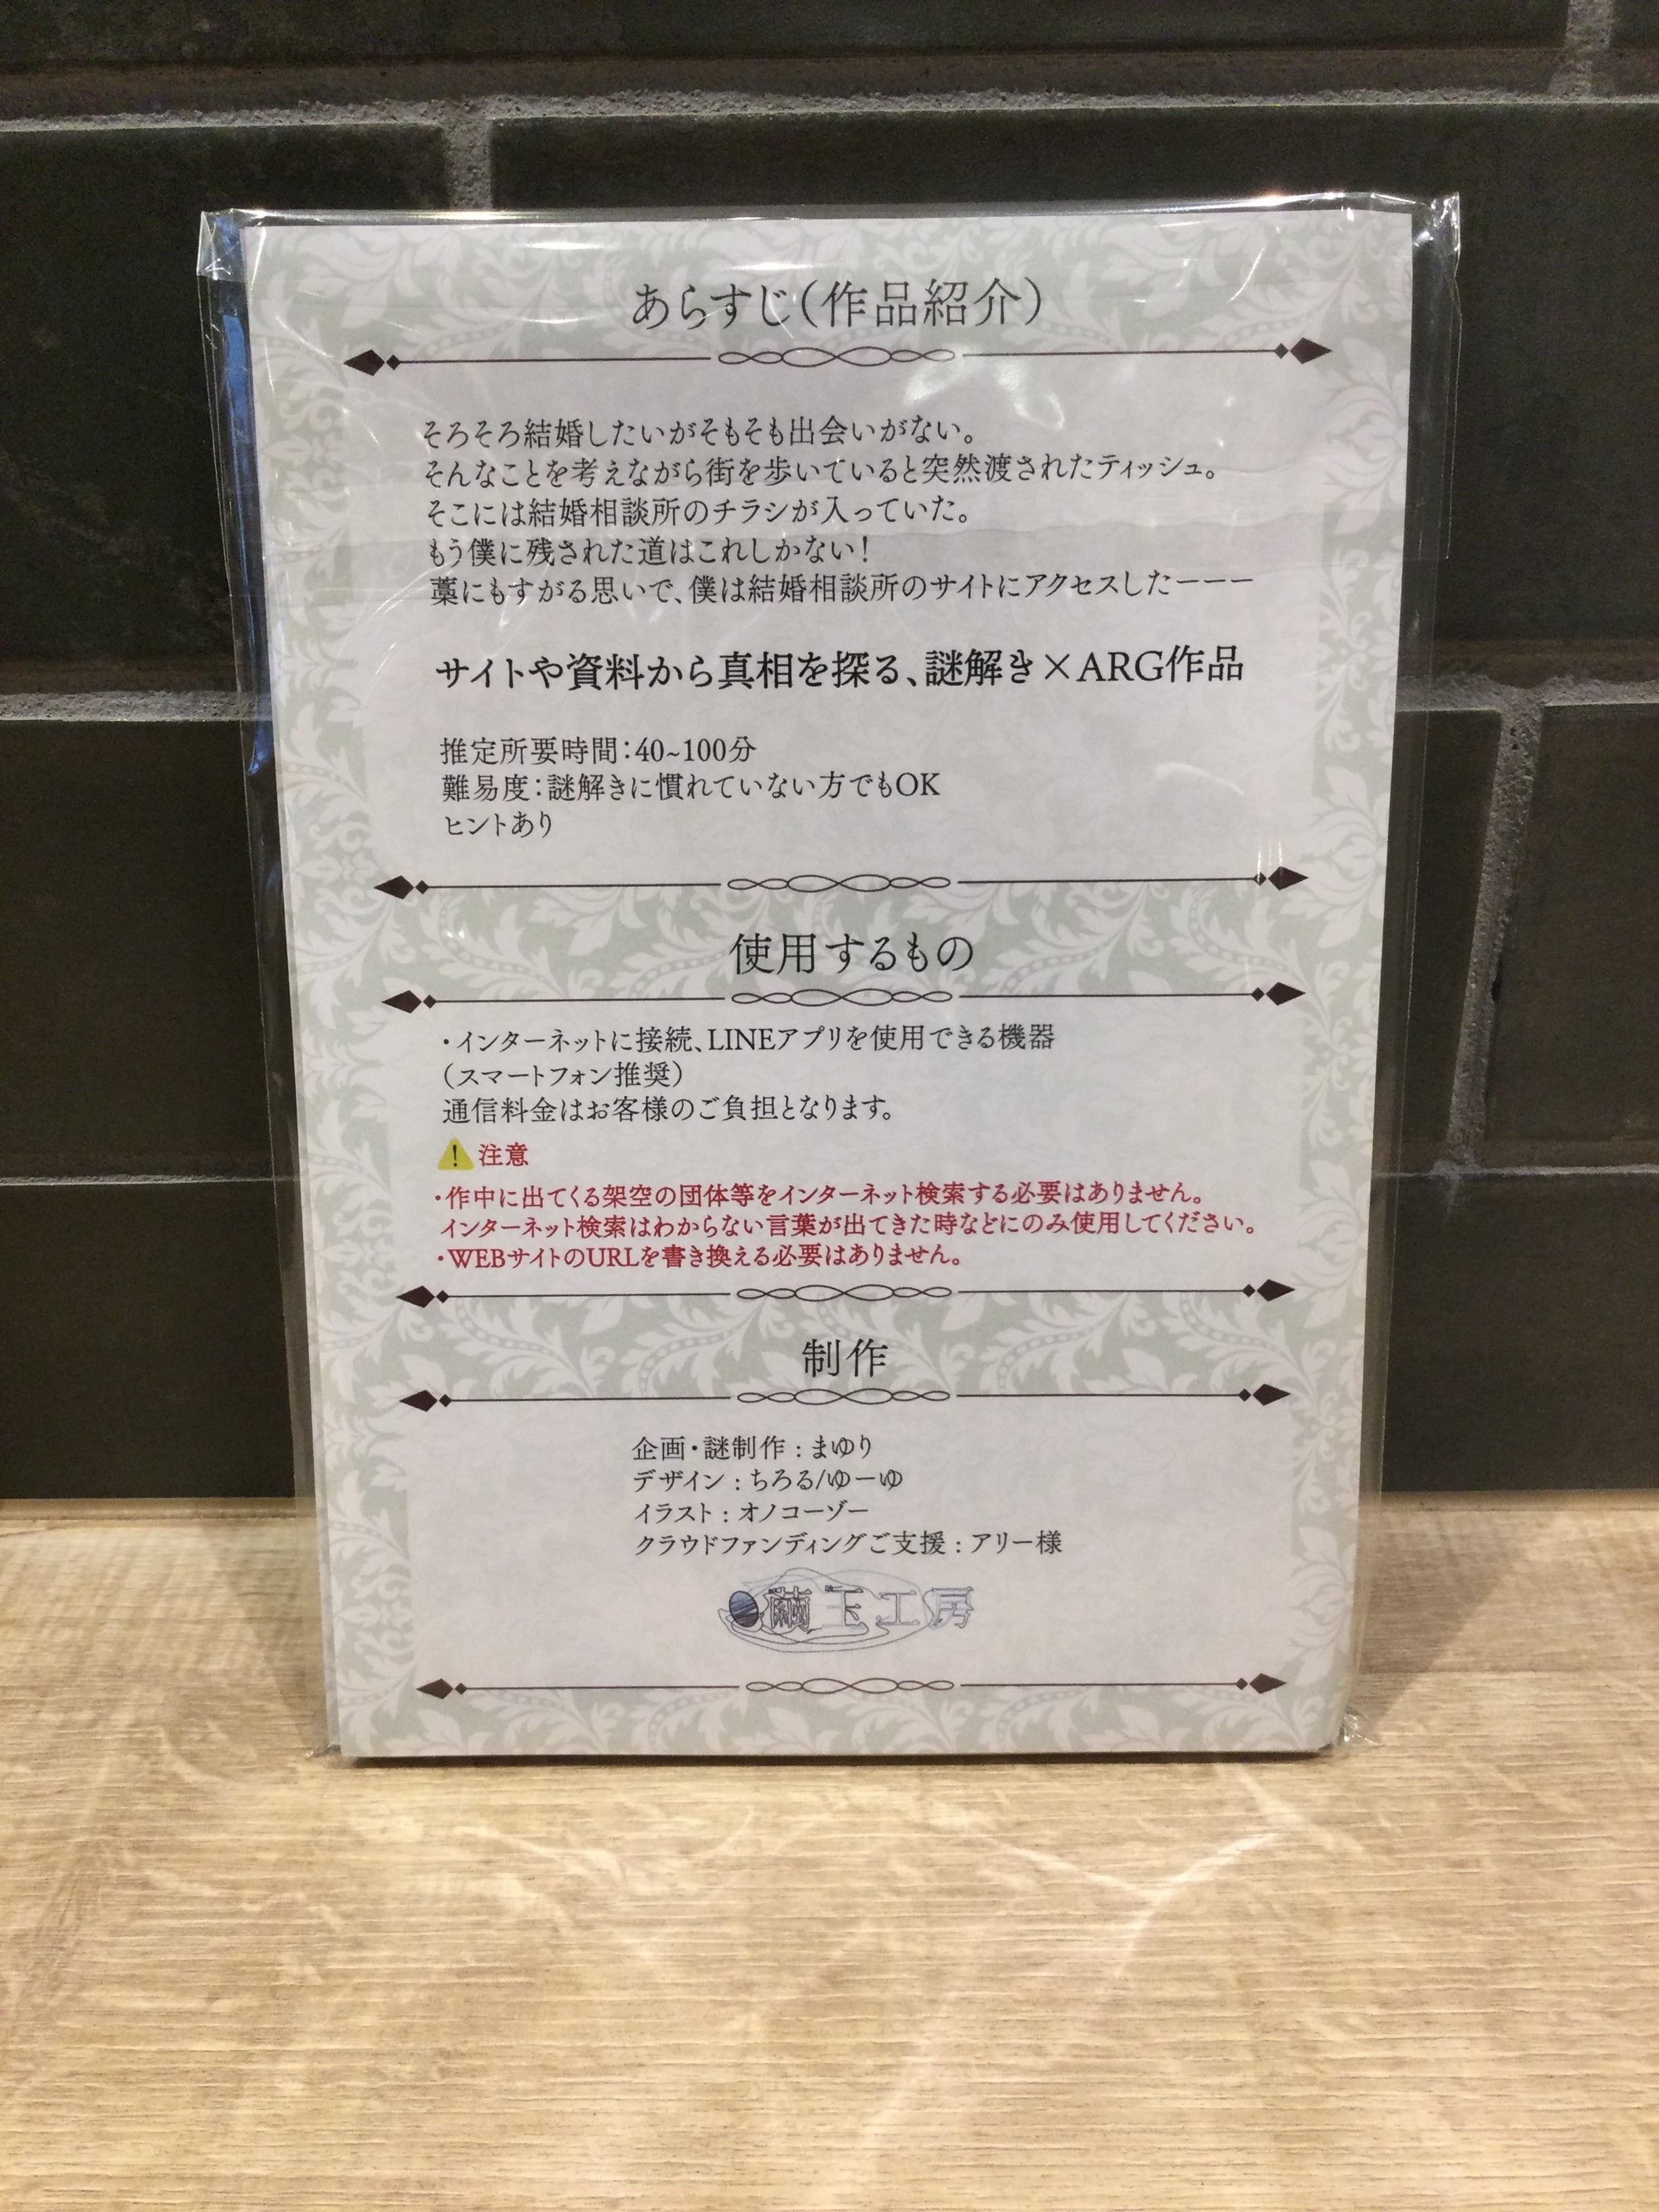 あらすじ（作品紹介）
そろそろ結婚したいがそもそも出会いがない。
そんなことを考えながら街を歩いていると突然渡されたティッシュ。
そこには結婚相談所のチラシが入っていた。
もう僕に残された道はこれしかない！
藁にもすがる思いで、僕は結婚相談所のサイトにアクセスしたーーー
サイトや資料から真相を探る、謎解き×ARG作品
推定所要時間：40~100分
難易度：謎解きに慣れていない方でもOK
ヒントあり
使用するもの
・インターネットに接続、LINEアプリを使用できる機器
（スマートフォン推奨）
通信料金はお客様のご負担となります。
⚠注意
・作中に出てくる架空の団体等をインターネット検索する必要はありません。
インターネット検索はわからない言葉が出てきた時などにのみ使用してください。
・WEBサイトのURLを書き換える必要はありません。
制作
企画・謎制作：まゆり
デザイン：ちろる/ゆーゆ
イラスト：オノコーゾー
クラウドファンディングご支援：アリー様
繭玉工房